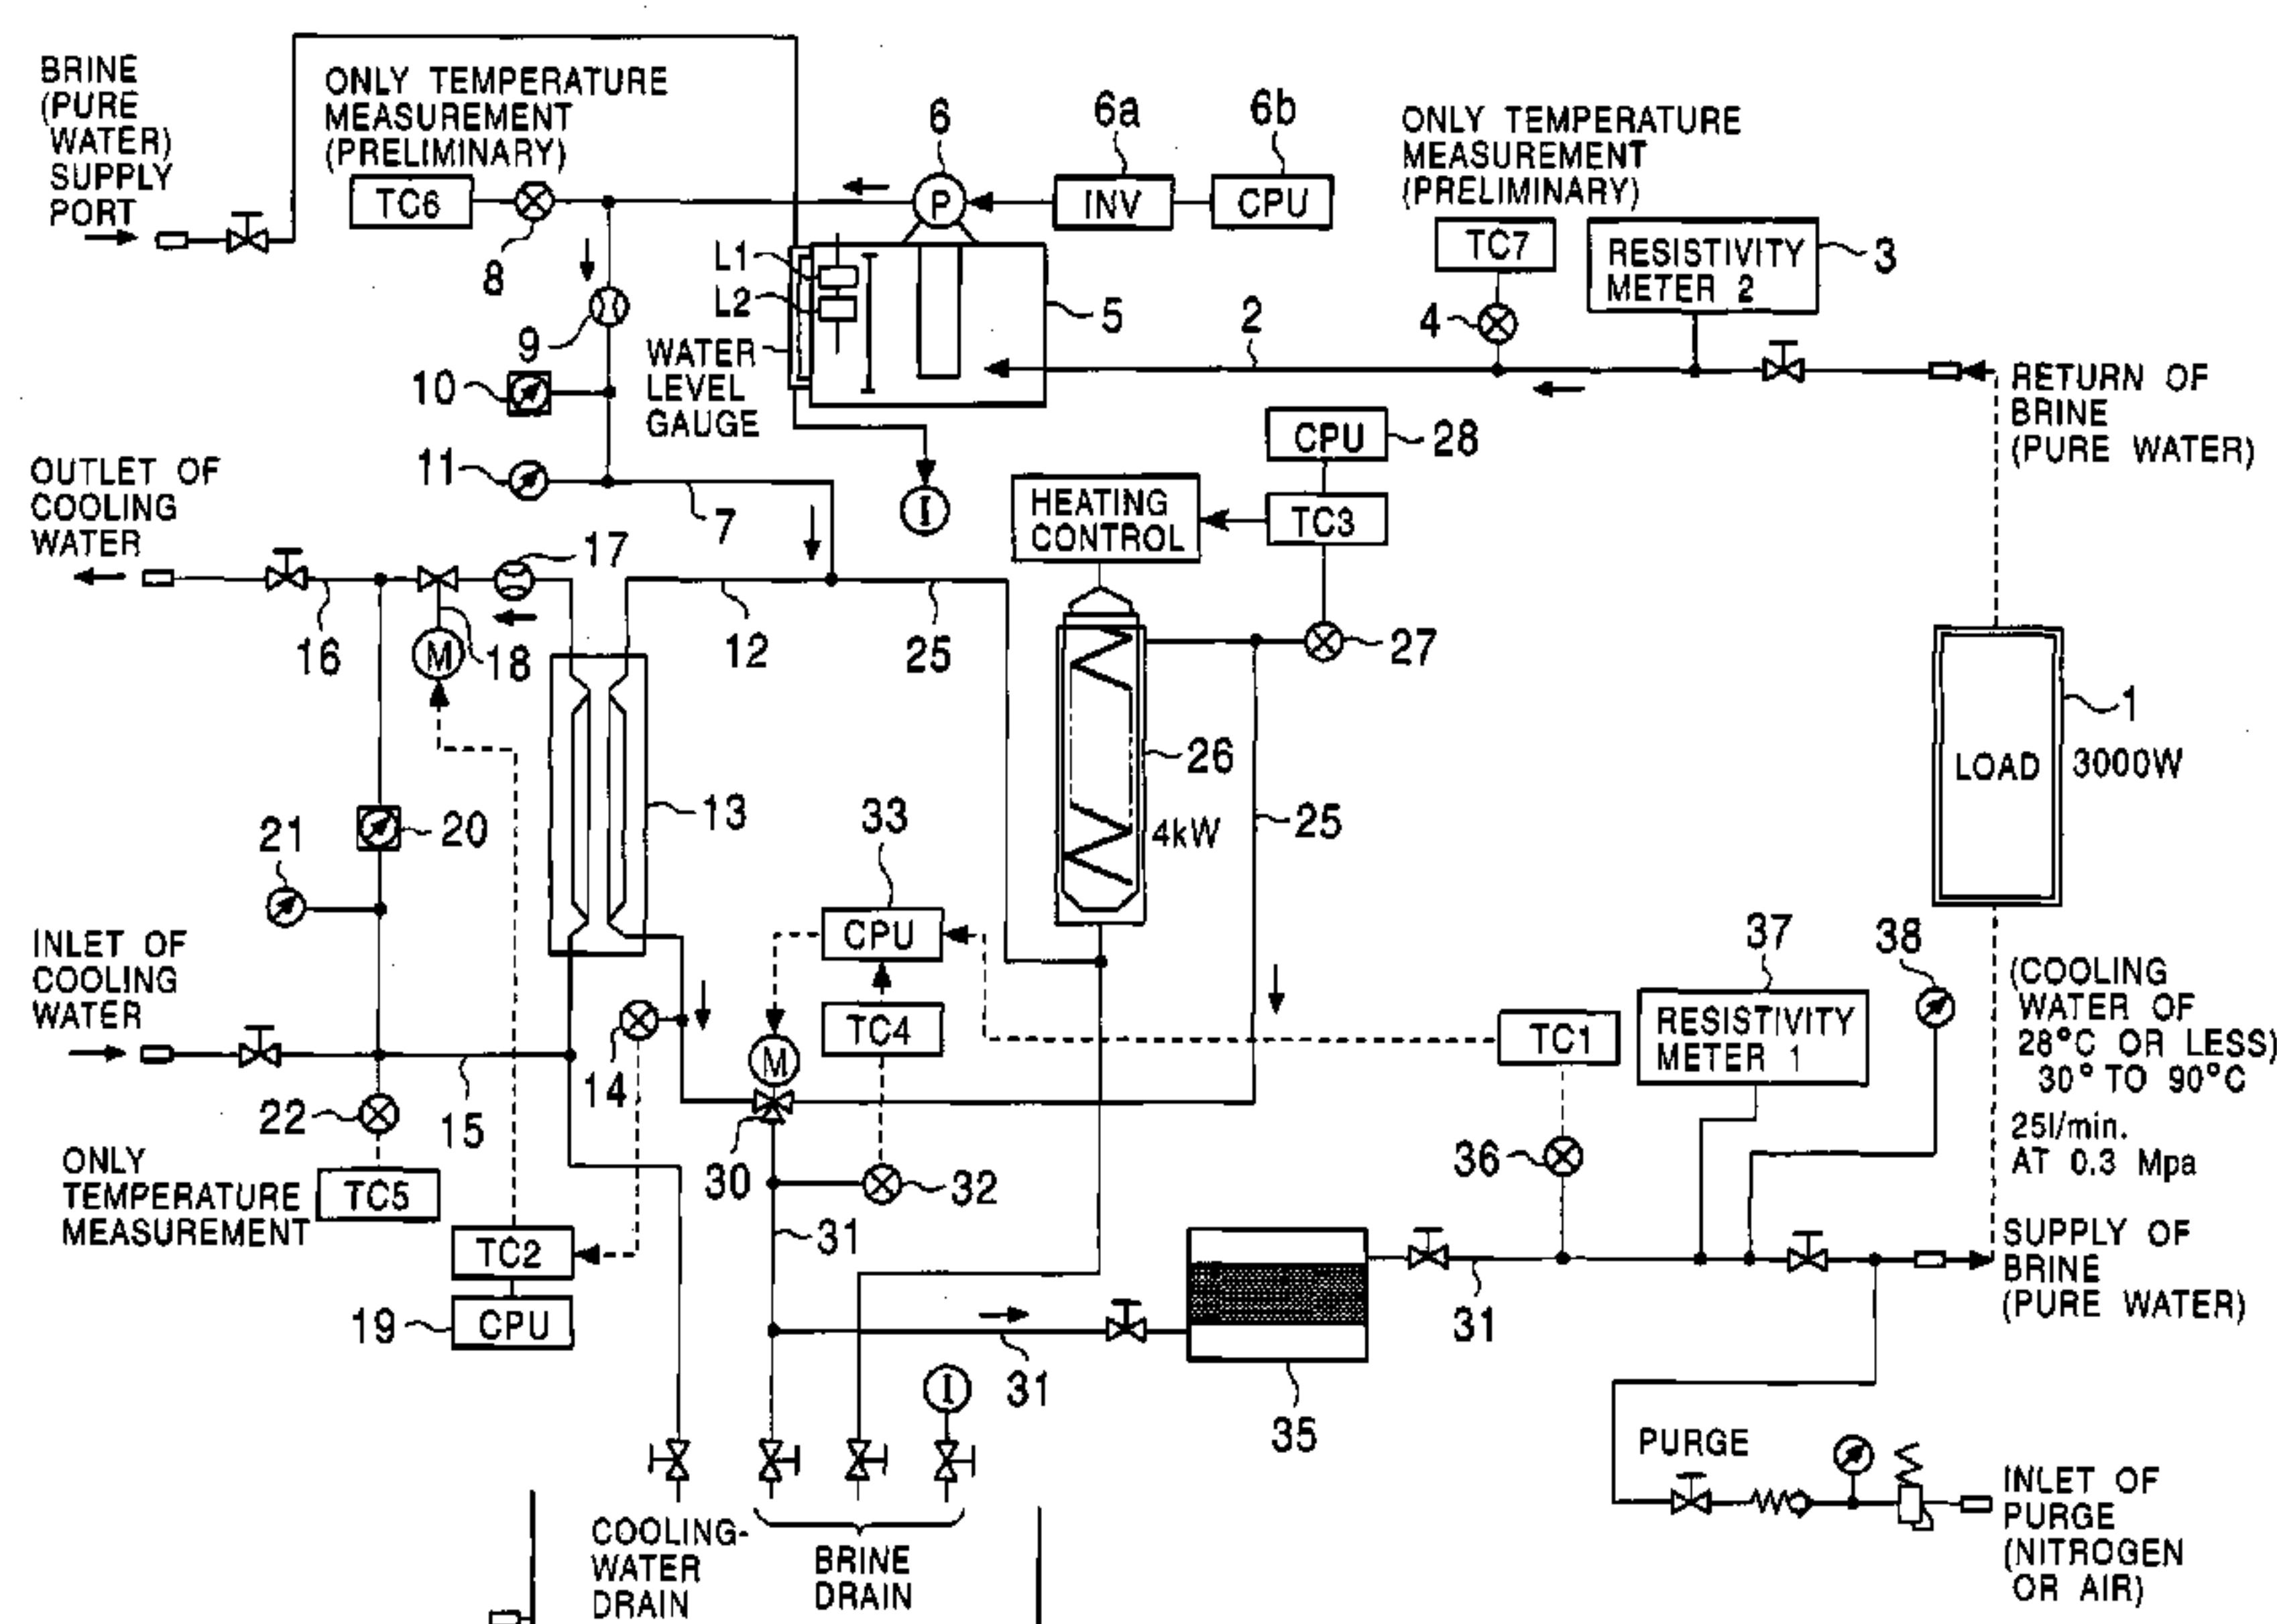 BRINE
(PURE
WATER)
SUPPLY
PORT
ONLY TEMPERATURE
MEASUREMENT
(PRELIMINARY)
6
6a
6b
ONLY TEMPERATURE
MEASUREMENT
(PRELIMINARY)
TC6
P
INV
CPU
8
TC7
RESISTIVITY
METER 2
3
L1
L2
5
4
2
9
WATER
LEVEL
GAUGE
10
RETURN OF
BRINE
(PURE WATER)
CPU
28
OUTLET OF
COOLING
WATER
11
7
I
HEATING
CONTROL
TC3
17
16
M
18
12
25
27
1
LOAD
3000W
26
13
20
21
33
4kW
25
INLET OF
COOLING
WATER
CPU
37
38
(COOLING
WATER OF
28°C OR LESS)
30° TO 90°C
25l/min.
AT 0.3 Mpa
14
M
TC4
TC1
RESISTIVITY
METER 1
22
15
30
32
36
ONLY
TEMPERATURE
MEASUREMENT
TC5
TC2
31
SUPPLY OF
BRINE
(PURE WATER)
19
CPU
31
31
I
35
PURGE
INLET OF
PURGE
(NITROGEN
OR AIR)
COOLING-
WATER
DRAIN
BRINE
DRAIN